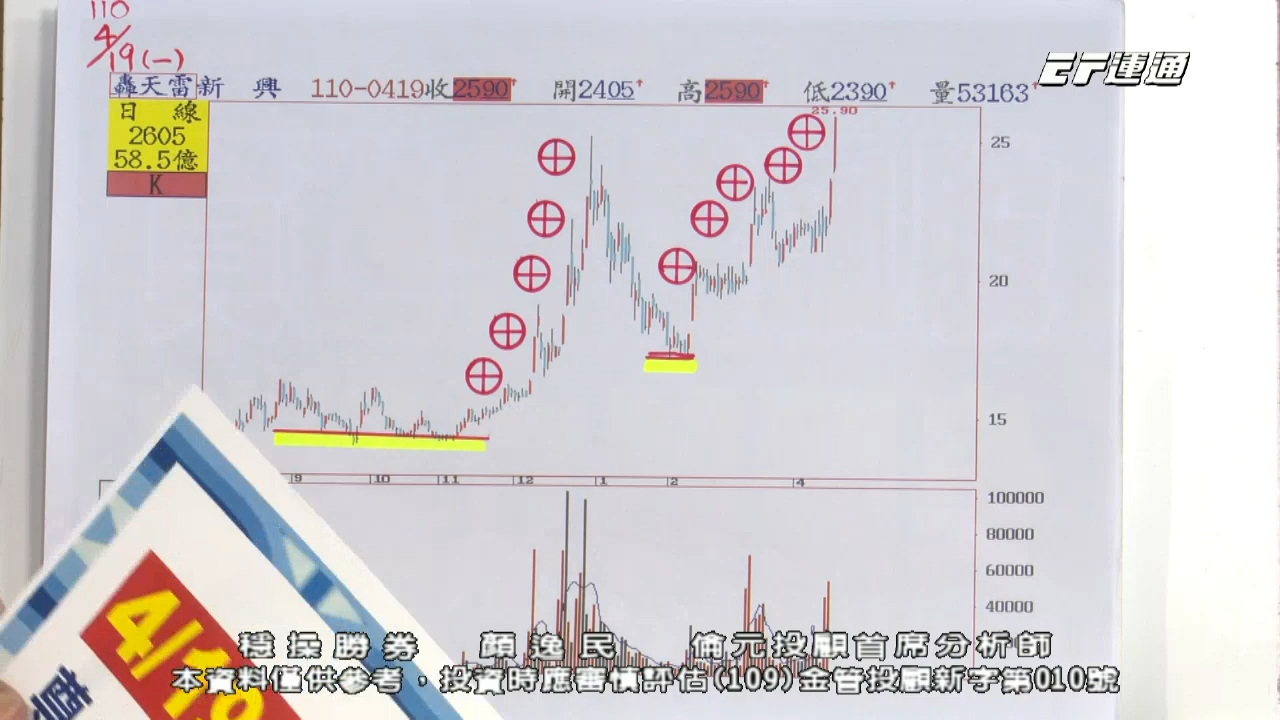 110
4/19(一)
EF運通
轟天雷新 興 110-0419收2590↑ 開2405↑ 高2590↑ 低2390↑ 量53163↑
日 線
2605
58.5億
K
25.90
25
20
15
9 10 11 12 1 2 4
100000
80000
60000
40000
4/19
穩操勝券 顏逸民 倫元投顧首席分析師
本資料僅供參考，投資時應審慎評估(109)金管投顧新字第010號